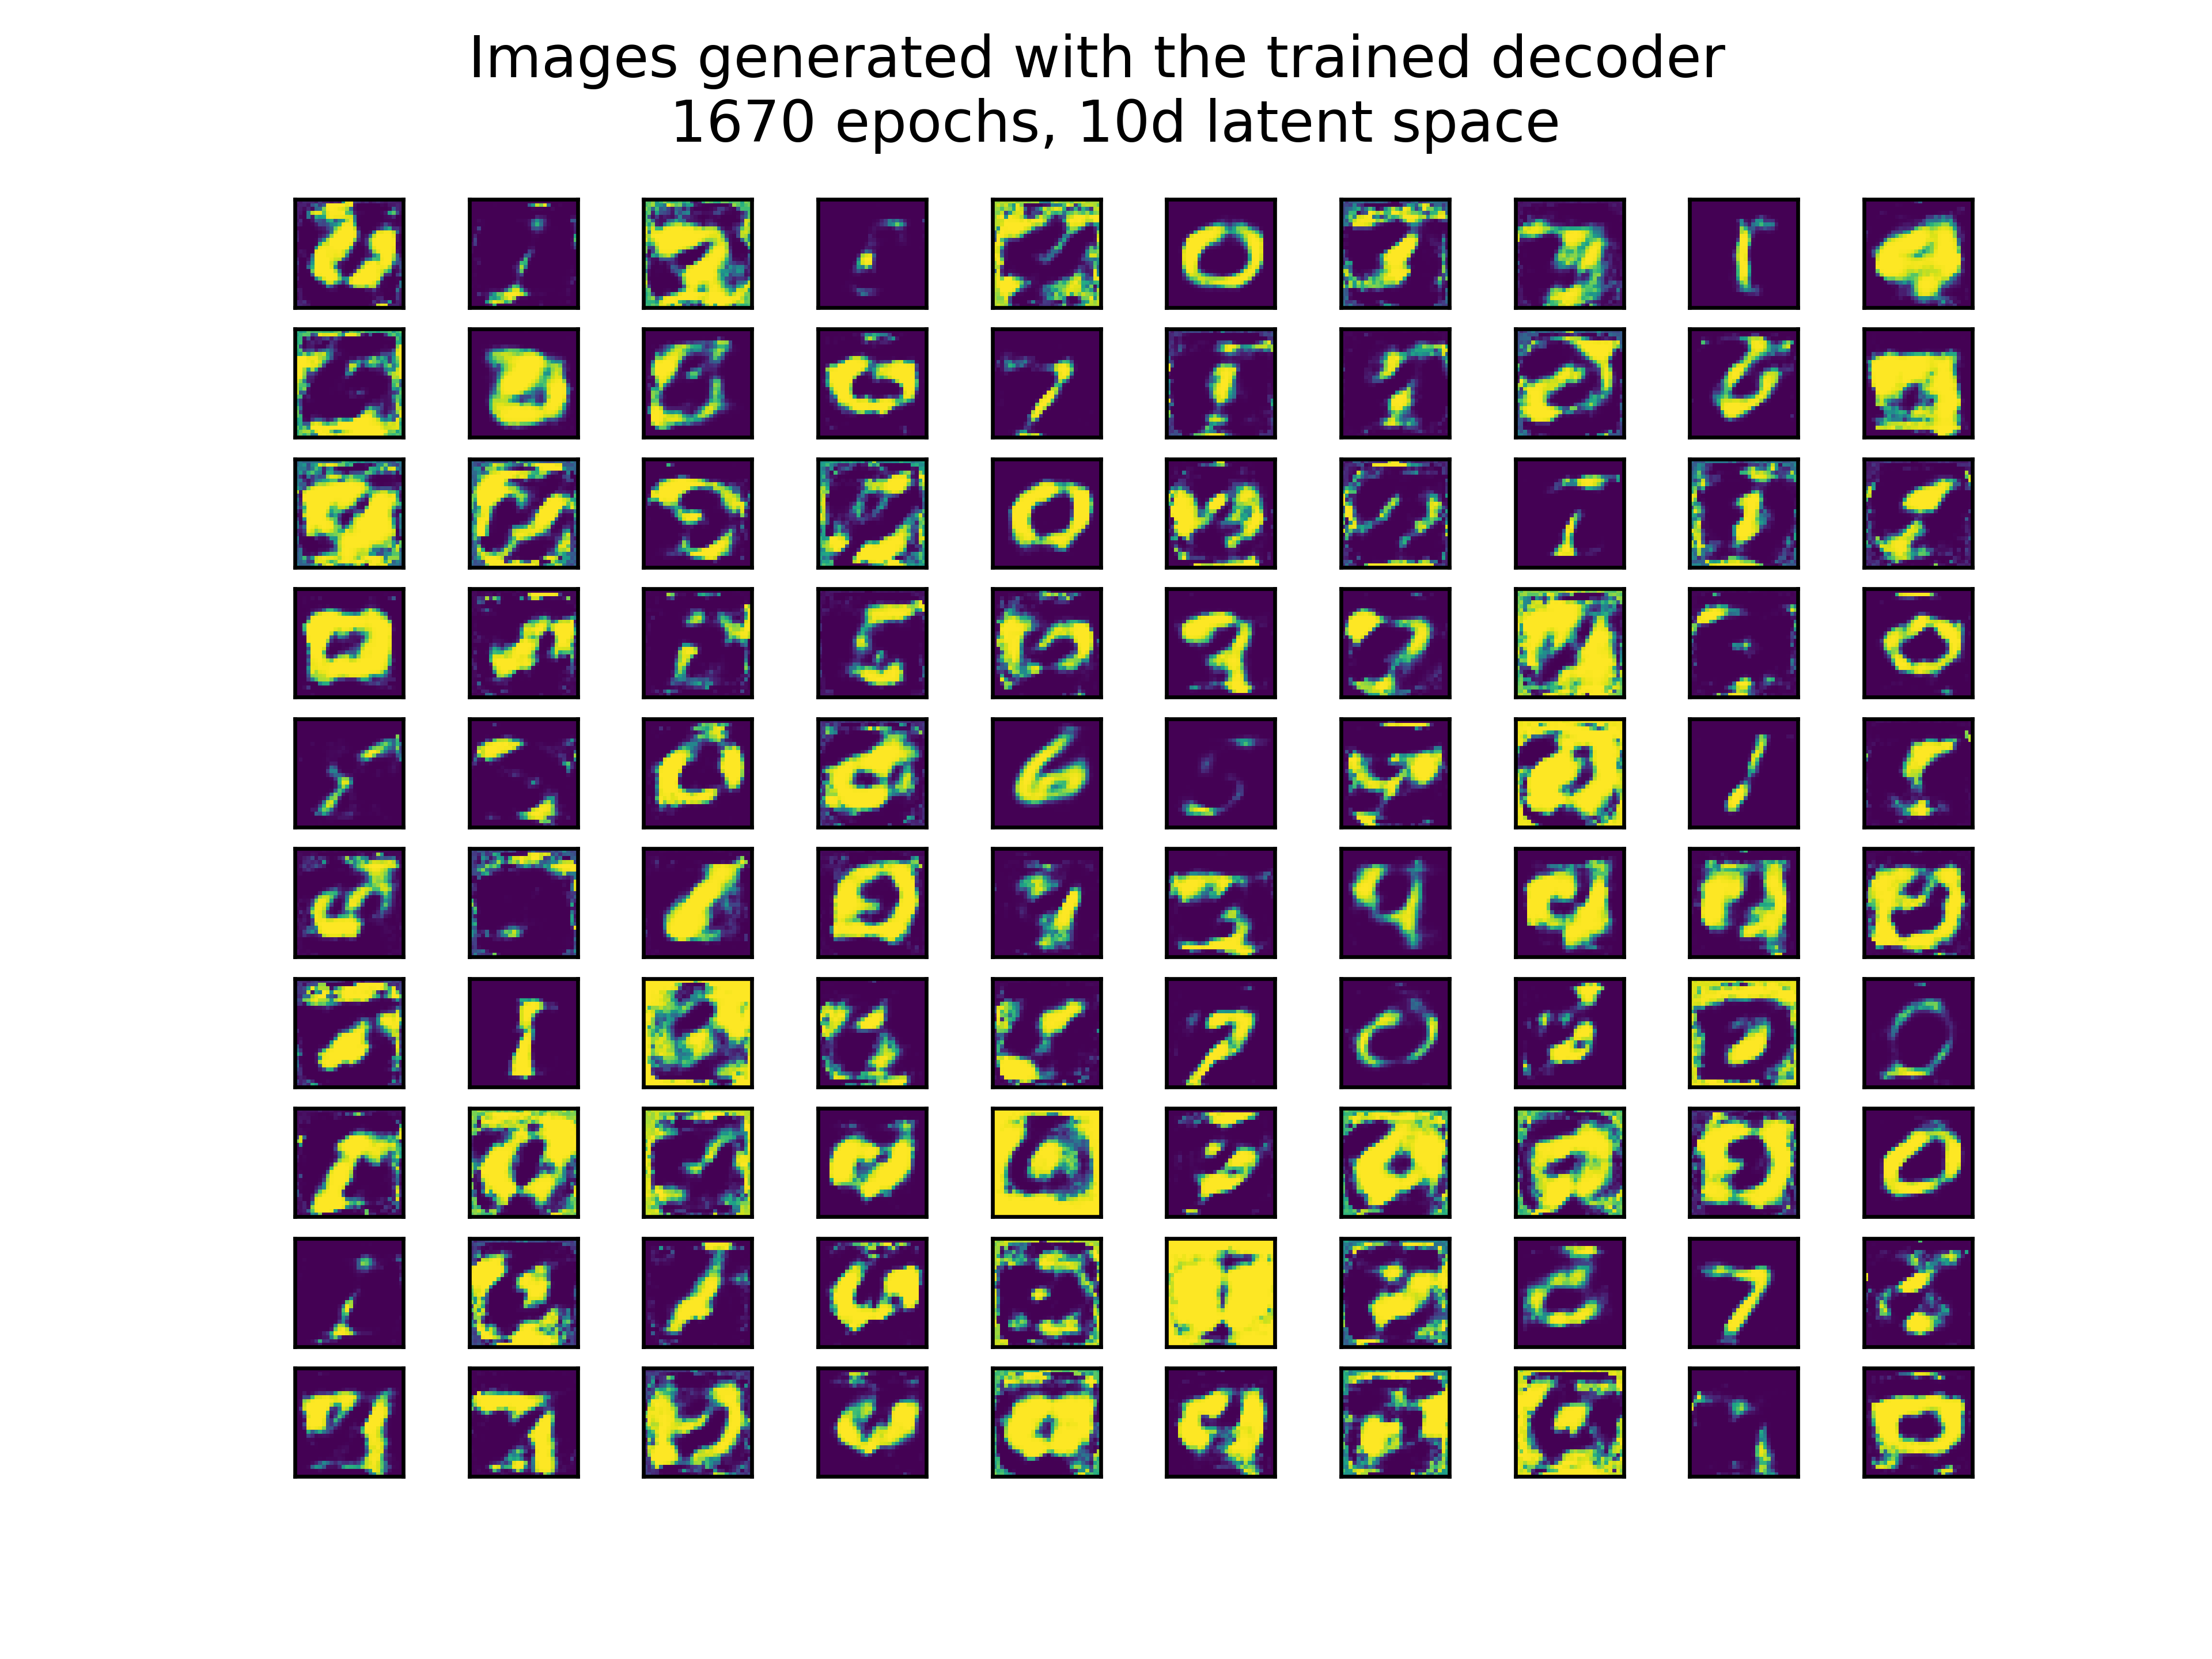 Images generated with the trained decoder
1670 epochs, 10d latent space